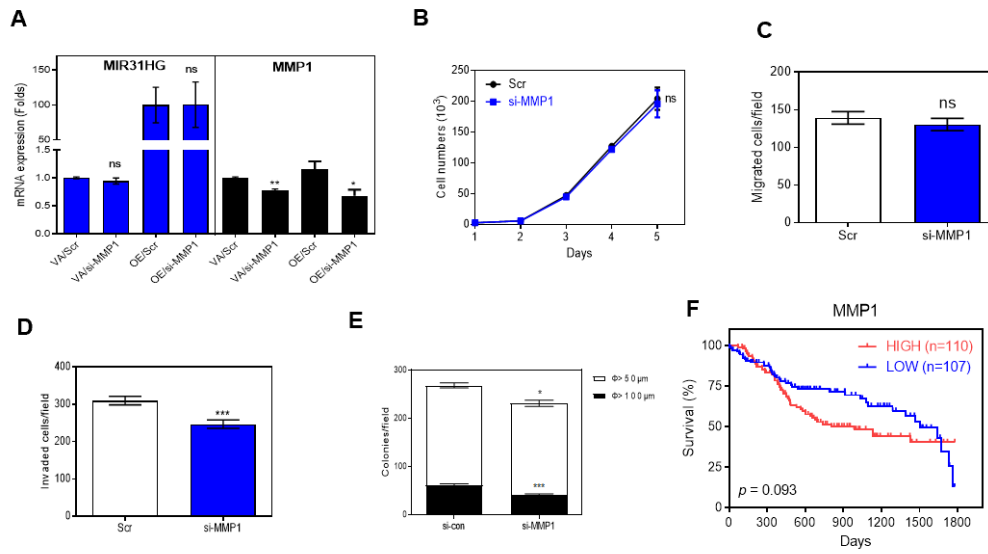 A
MIR31HG
MMP1
ns
ns
**
*
mRNA expression (Folds)
150
100
50
1.0
0.5
0.0
VA/Scr
VA/si-MMP1
OE/Scr
OE/si-MMP1
VA/Scr
VA/si-MMP1
OE/Scr
OE/si-MMP1
B
Scr
si-MMP1
ns
Cell numbers (10³)
250
200
150
100
50
0
1 2 3 4 5
Days
C
ns
Migrated cells/field
200
150
100
50
0
Scr si-MMP1
D
***
Invaded cells/field
400
300
200
100
0
Scr si-MMP1
E
Φ> 5 0 μm
Φ> 1 0 0 μm
*
***
Colonies/field
300
200
100
0
si-con si-MMP1
F
MMP1
HIGH (n=110)
LOW (n=107)
Survival (%)
100
75
50
25
0
p = 0.093
0 300 600 900 1200 1500 1800
Days